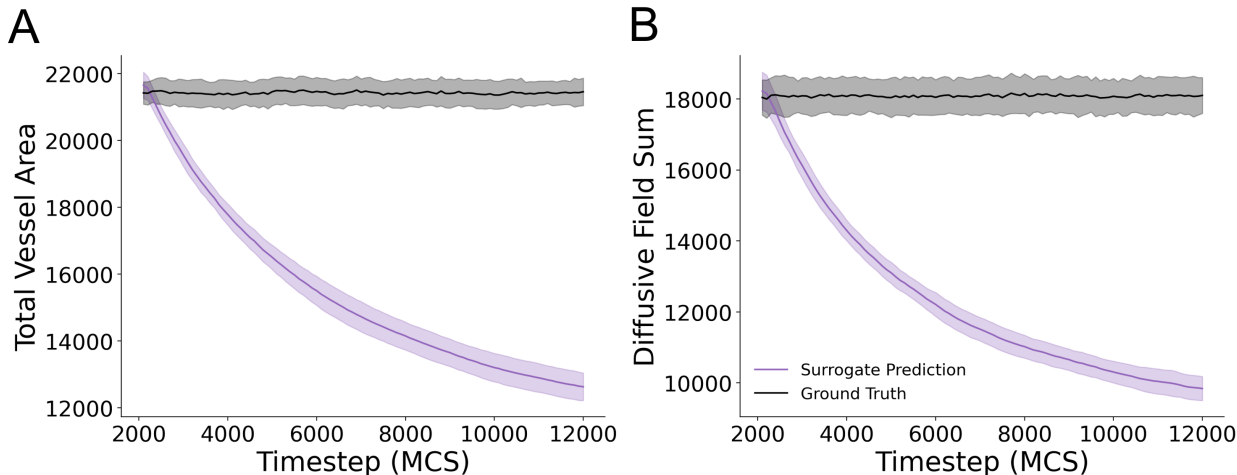 A
B
Total Vessel Area
22000
20000
18000
16000
14000
12000
2000 4000 6000 8000 10000 12000
Timestep (MCS)
Diffusive Field Sum
18000
16000
14000
12000
10000
Surrogate Prediction
Ground Truth
2000 4000 6000 8000 10000 12000
Timestep (MCS)